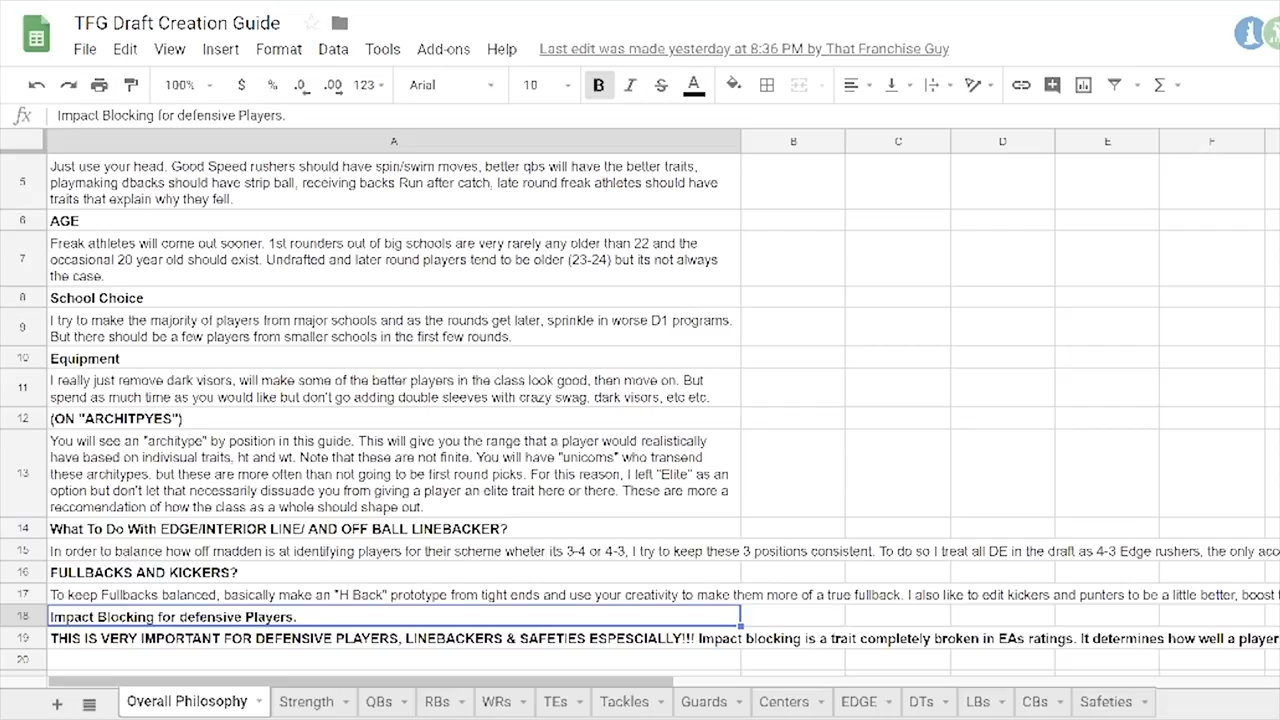 TFG Draft Creation Guide
File Edit View Insert Format Data Tools Add-ons Help Last edit was made yesterday at 8:36 PM by That Franchise Guy
100% $ % .0 .00 123 Arial 10 B I S A Σ
fx Impact Blocking for defensive Players.
A B C D E F
Just use your head. Good Speed rushers should have spin/swim moves, better qbs will have the better traits,
5 playmaking dbacks should have strip ball, receiving backs Run after catch, late round freak athletes should have
traits that explain why they fell.
6 AGE
Freak athletes will come out sooner. 1st rounders out of big schools are very rarely any older than 22 and the
7 occasional 20 year old should exist. Undrafted and later round players tend to be older (23-24) but its not always
the case.
8 School Choice
9 I try to make the majority of players from major schools and as the rounds get later, sprinkle in worse D1 programs.
But there should be a few players from smaller schools in the first few rounds.
10 Equipment
11 I really just remove dark visors, will make some of the better players in the class look good, then move on. But
spend as much time as you would like but don't go adding double sleeves with crazy swag, dark visors, etc etc.
12 (ON "ARCHITPYES")
You will see an "architype" by position in this guide. This will give you the range that a player would realistically
have based on indivisual traits, ht and wt. Note that these are not finite. You will have "unicorns" who transend
13 these architypes. but these are more often than not going to be first round picks. For this reason, I left "Elite" as an
option but don't let that necessarily dissuade you from giving a player an elite trait here or there. These are more a
reccomendation of how the class as a whole should shape out.
14 What To Do With EDGE/INTERIOR LINE/ AND OFF BALL LINEBACKER?
15 In order to balance how off madden is at identifying players for their scheme wheter its 3-4 or 4-3, I try to keep these 3 positions consistent. To do so I treat all DE in the draft as 4-3 Edge rushers, the only acc
16 FULLBACKS AND KICKERS?
17 To keep Fullbacks balanced, basically make an "H Back" prototype from tight ends and use your creativity to make them more of a true fullback. I also like to edit kickers and punters to be a little better, boost
18 Impact Blocking for defensive Players.
19 THIS IS VERY IMPORTANT FOR DEFENSIVE PLAYERS, LINEBACKERS & SAFETIES ESPESCIALLY!!! Impact blocking is a trait completely broken in EAs ratings. It determines how well a player
20
+ Overall Philosophy Strength QBs RBs WRs TEs Tackles Guards Centers EDGE DTs LBs CBs Safeties